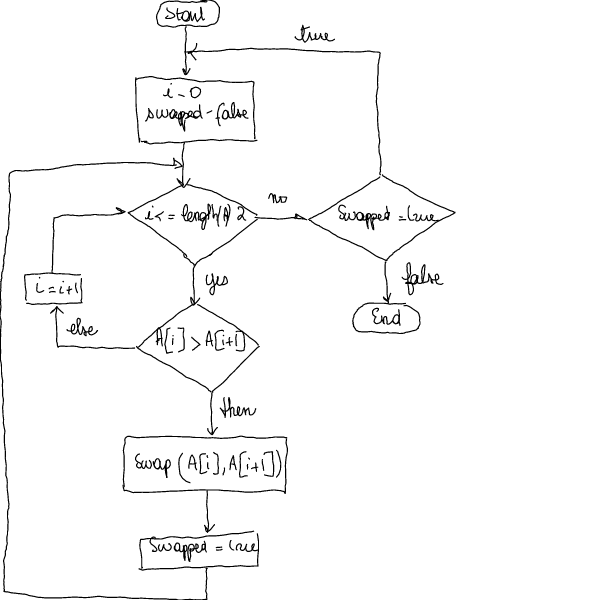 Start
true
i-0
swapped-false
i<= length(A) 2
no
Swapped = true
yes
false
i=i+1
else
A[i] > A[i+1]
End
then
Swap (A[i], A[i+1])
Swapped = true